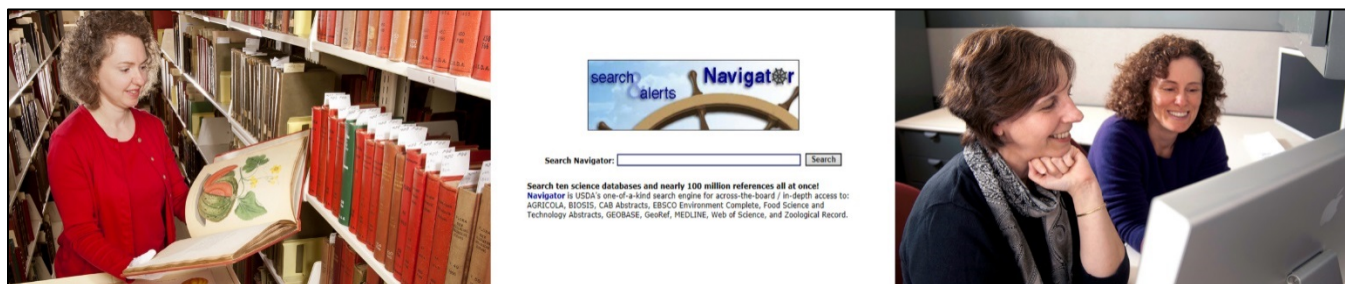 search & alerts
Navigator
Search Navigator:
Search
Search ten science databases and nearly 100 million references all at once!
Navigator is USDA's one-of-a-kind search engine for across-the-board / in-depth access to:
AGRICOLA, BIOSIS, CAB Abstracts, EBSCO Environment Complete, Food Science and
Technology Abstracts, GEOBASE, GeoRef, MEDLINE, Web of Science, and Zoological Record.